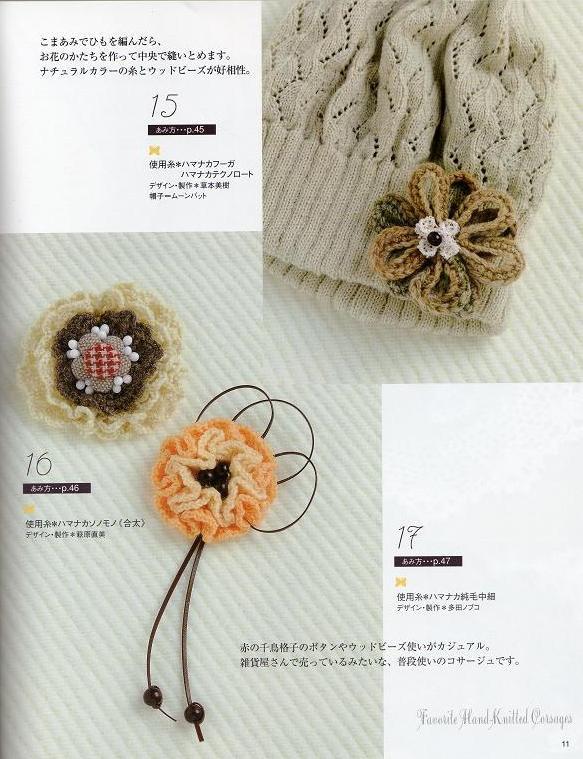 こまあみでひもを編んだら、
お花のかたちを作って中央で縫いとめます。
ナチュラルカラーの糸とウッドビーズが好相性。
15
あみ方･･･p.45
使用糸＊ハマナカフーガ
ハマナカテクノロート
デザイン・製作＊草本美樹
帽子＝ムーンバット
16
あみ方･･･p.46
使用糸＊ハマナカソノモノ《合太》
デザイン・製作＊萩原直美
17
あみ方･･･p.47
使用糸＊ハマナカ純毛中細
デザイン・製作＊多田ノブコ
赤の千鳥格子のボタンやウッドビーズ使いがカジュアル。
雑貨屋さんで売っているみたいな、普段使いのコサージュです。
Favorite Hand-Knitted Corsages
11